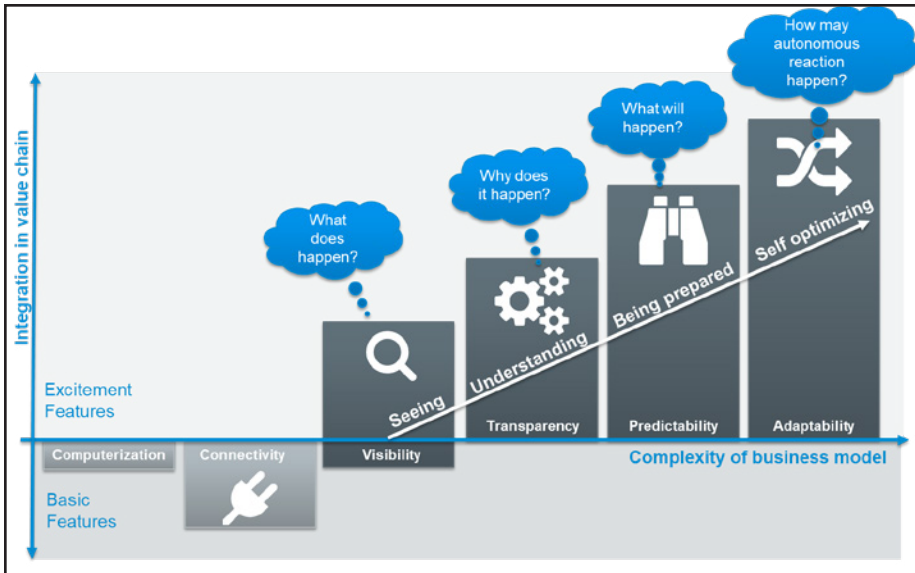 How may
autonomous
reaction
happen?
What will
happen?
Why does
it happen?
What
does
happen?
Integration in value chain
Self optimizing
Being prepared
Understanding
Seeing
Excitement
Features
Transparency
Predictability
Adaptability
Computerization
Connectivity
Visibility
Complexity of business model
Basic
Features